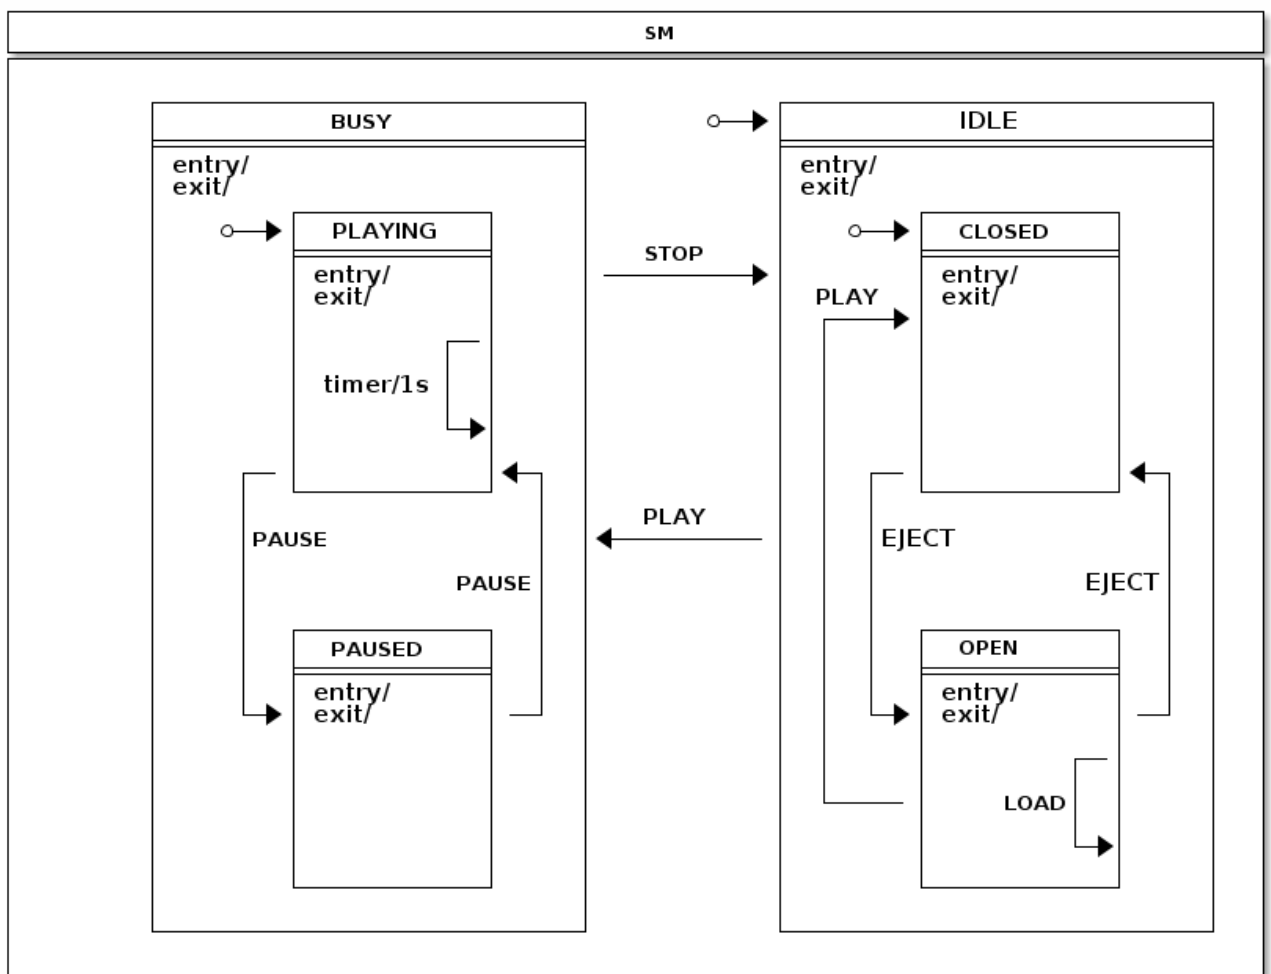 SM
BUSY
IDLE
entry/
exit/
entry/
exit/
PLAYING
CLOSED
entry/
exit/
STOP
entry/
exit/
PLAY
timer/1s
PLAY
PAUSE
EJECT
PAUSE
EJECT
PAUSED
OPEN
entry/
exit/
entry/
exit/
LOAD